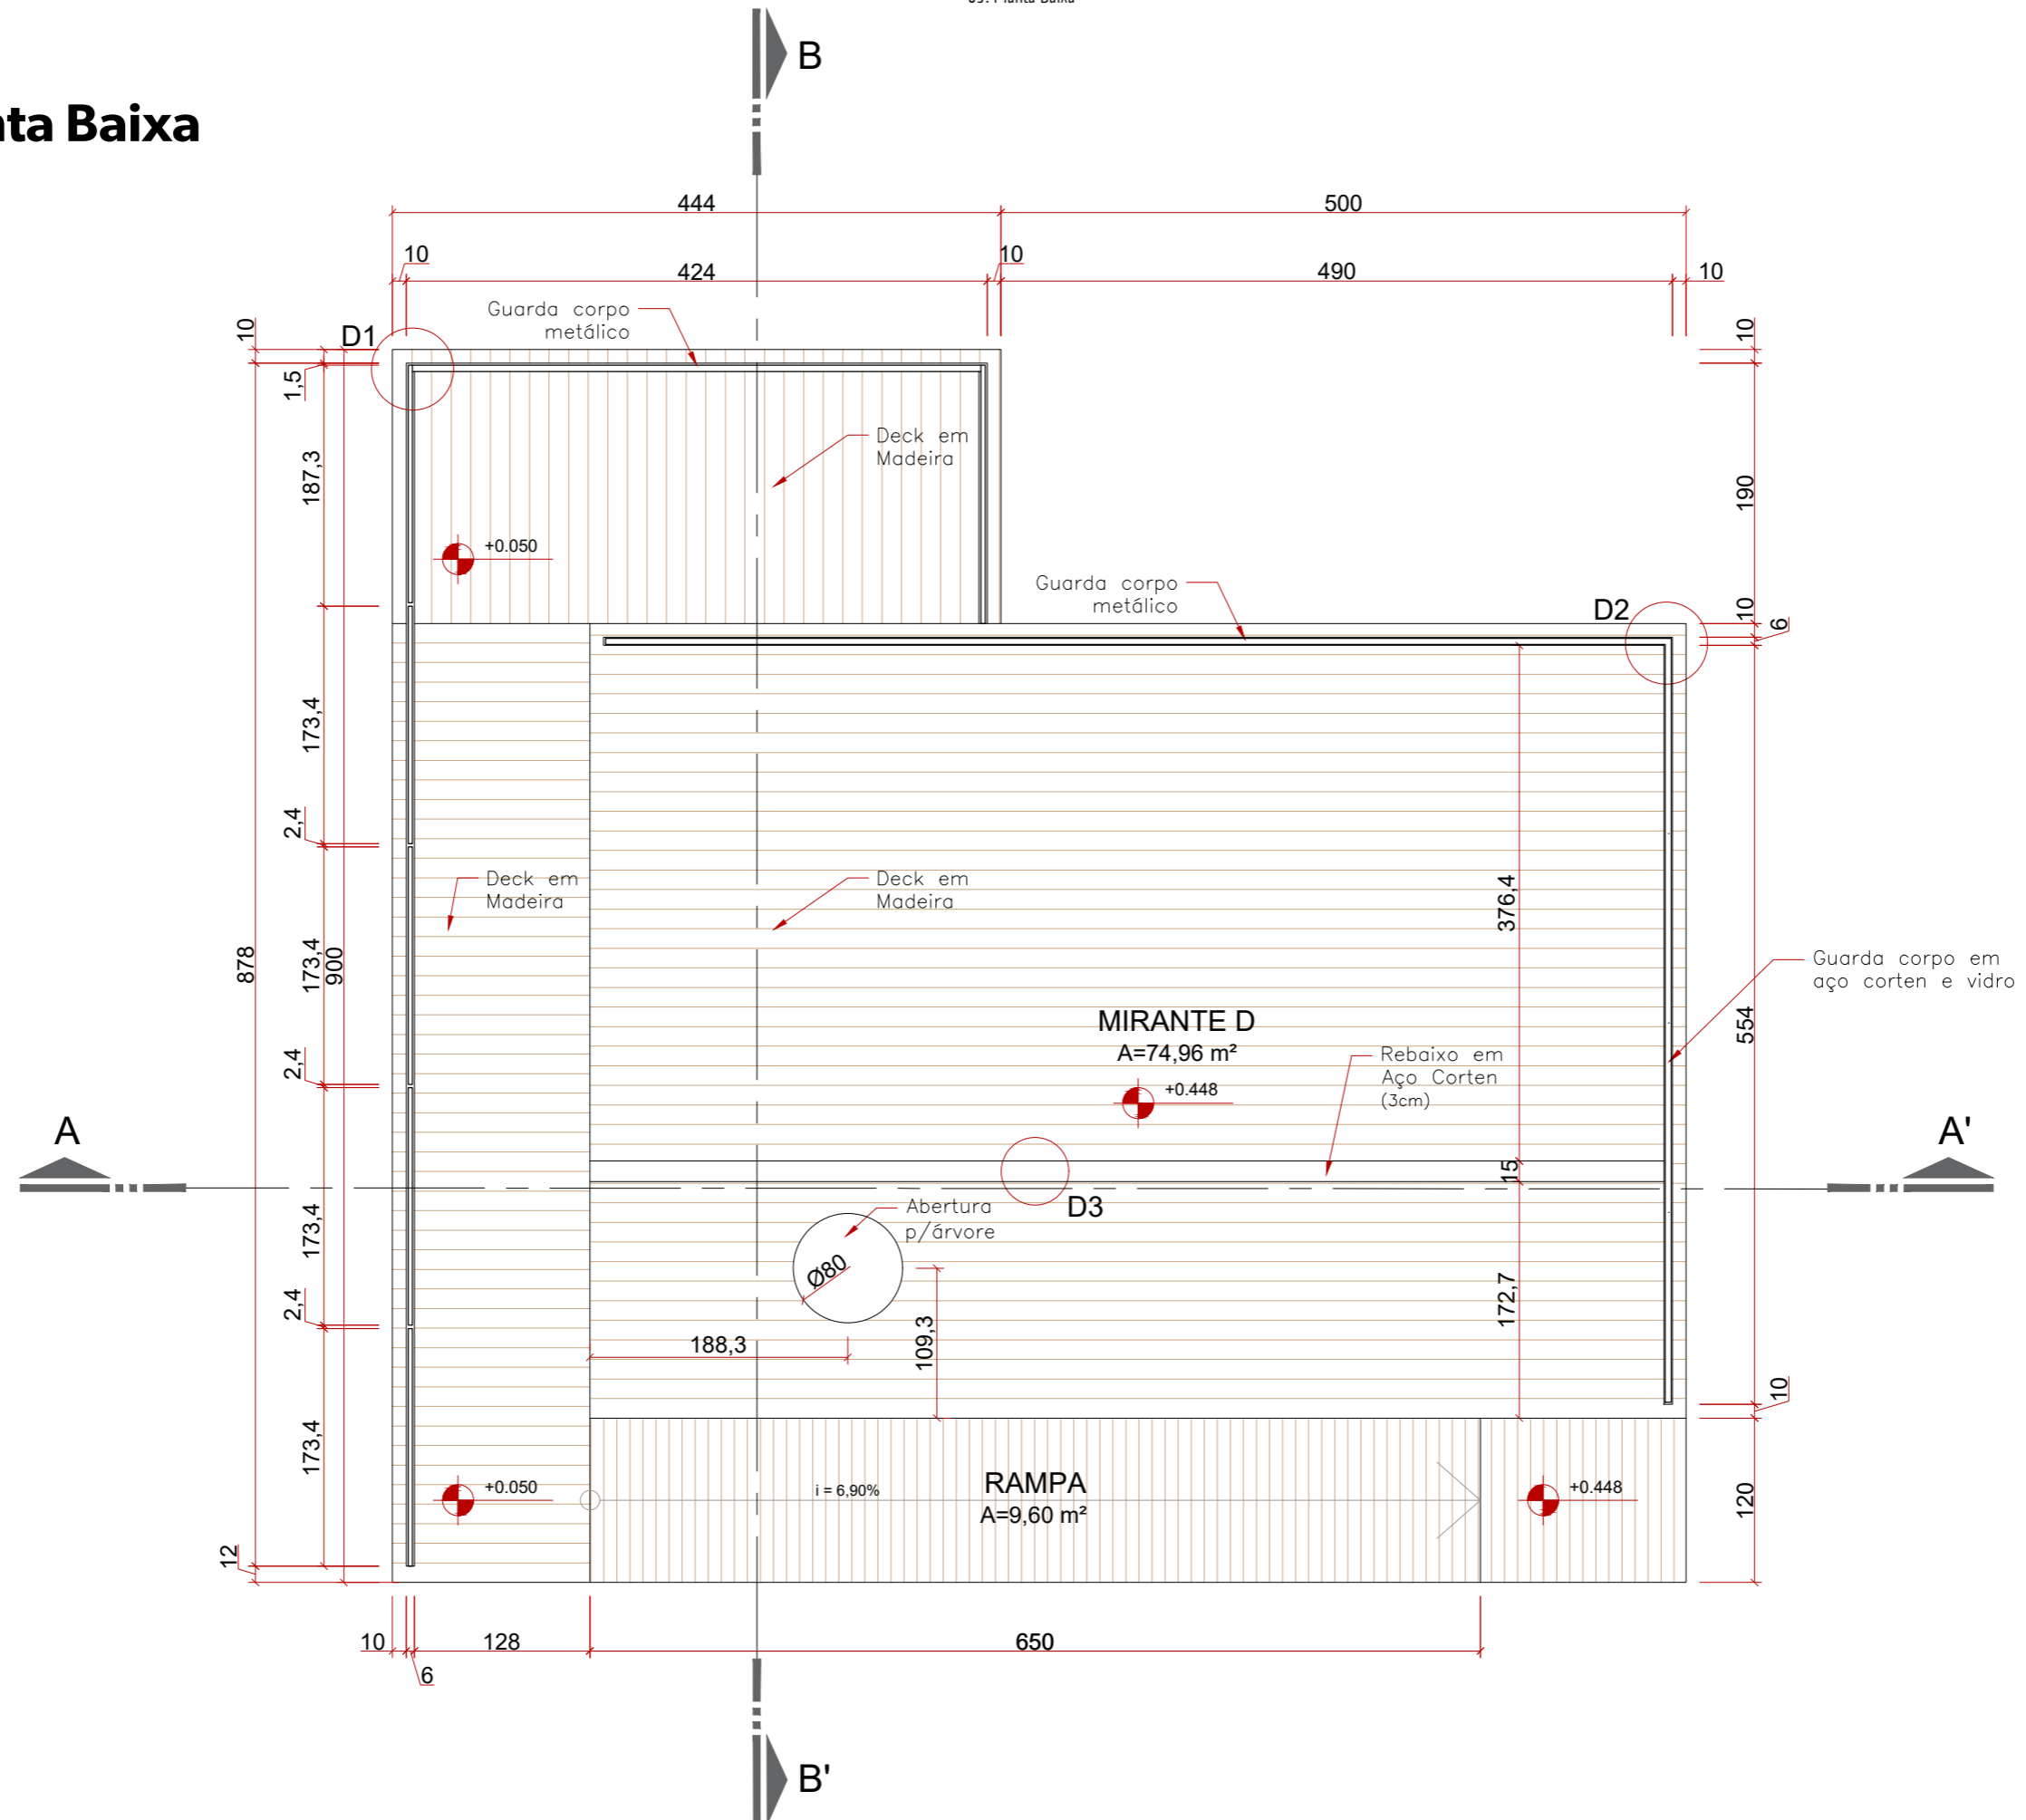 B
ta Baixa
444
500
10
424
10
490
10
Guarda corpo
metálico
D1
10
10
1,5
187,3
Deck em
Madeira
190
+0.050
Guarda corpo
metálico
D2
10
6
173,4
2,4
Deck em
Madeira
Deck em
Madeira
376,4
878
173,4
900
Guarda corpo em
aço corten e vidro
MIRANTE D
A=74,96 m²
554
2,4
Rebaixo em
Aço Corten
(3cm)
+0.448
A
A'
15
D3
Abertura
p/árvore
173,4
Ø80
2,4
172,7
109,3
188,3
10
173,4
RAMPA
A=9,60 m²
i = 6,90%
+0.050
+0.448
120
12
10
128
650
6
B'